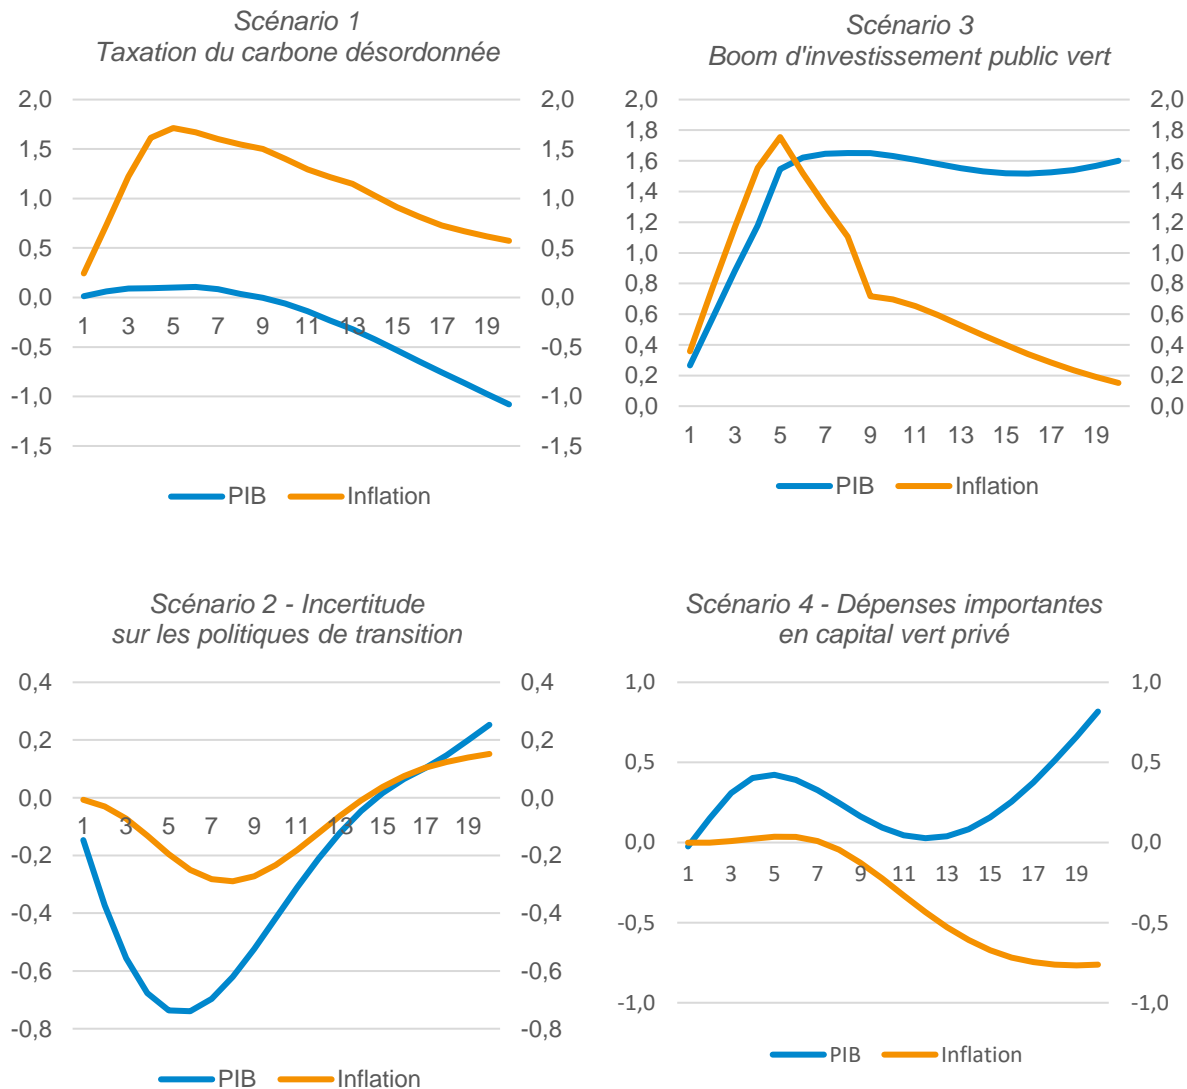 Scénario 1
Taxation du carbone désordonnée
2,0 2,0
1,5 1,5
1,0 1,0
0,5 0,5
0,0 0,0
1 3 5 7 9 11 13 15 17 19
-0,5 -0,5
-1,0 -1,0
-1,5 -1,5
PIB Inflation
Scénario 3
Boom d'investissement public vert
2,0 2,0
1,8 1,8
1,6 1,6
1,4 1,4
1,2 1,2
1,0 1,0
0,8 0,8
0,6 0,6
0,4 0,4
0,2 0,2
0,0 0,0
1 3 5 7 9 11 13 15 17 19
PIB Inflation
Scénario 2 - Incertitude
sur les politiques de transition
0,4 0,4
0,2 0,2
0,0 0,0
1 3 5 7 9 11 13 15 17 19
-0,2 -0,2
-0,4 -0,4
-0,6 -0,6
-0,8 -0,8
PIB Inflation
Scénario 4 - Dépenses importantes
en capital vert privé
1,0 1,0
0,5 0,5
0,0 0,0
1 3 5 7 9 11 13 15 17 19
-0,5 -0,5
-1,0 -1,0
PIB Inflation